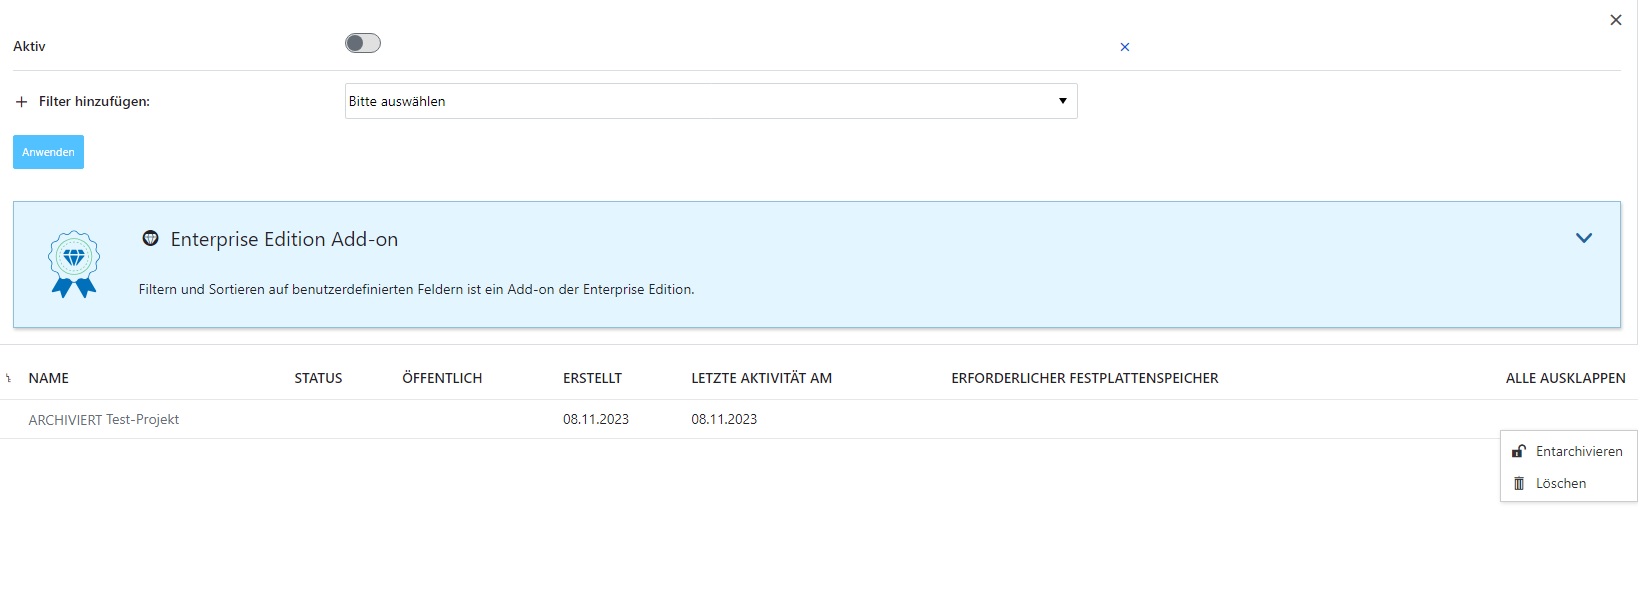 Aktiv
Filter hinzufügen:
Bitte auswählen
Anwenden
Enterprise Edition Add-on
Filtern und Sortieren auf benutzerdefinierten Feldern ist ein Add-on der Enterprise Edition.
NAME STATUS ÖFFENTLICH ERSTELLT LETZTE AKTIVITÄT AM ERFORDERLICHER FESTPLATTENSPEICHER ALLE AUSKLAPPEN
ARCHIVIERT Test-Projekt 08.11.2023 08.11.2023
Entarchivieren
Löschen